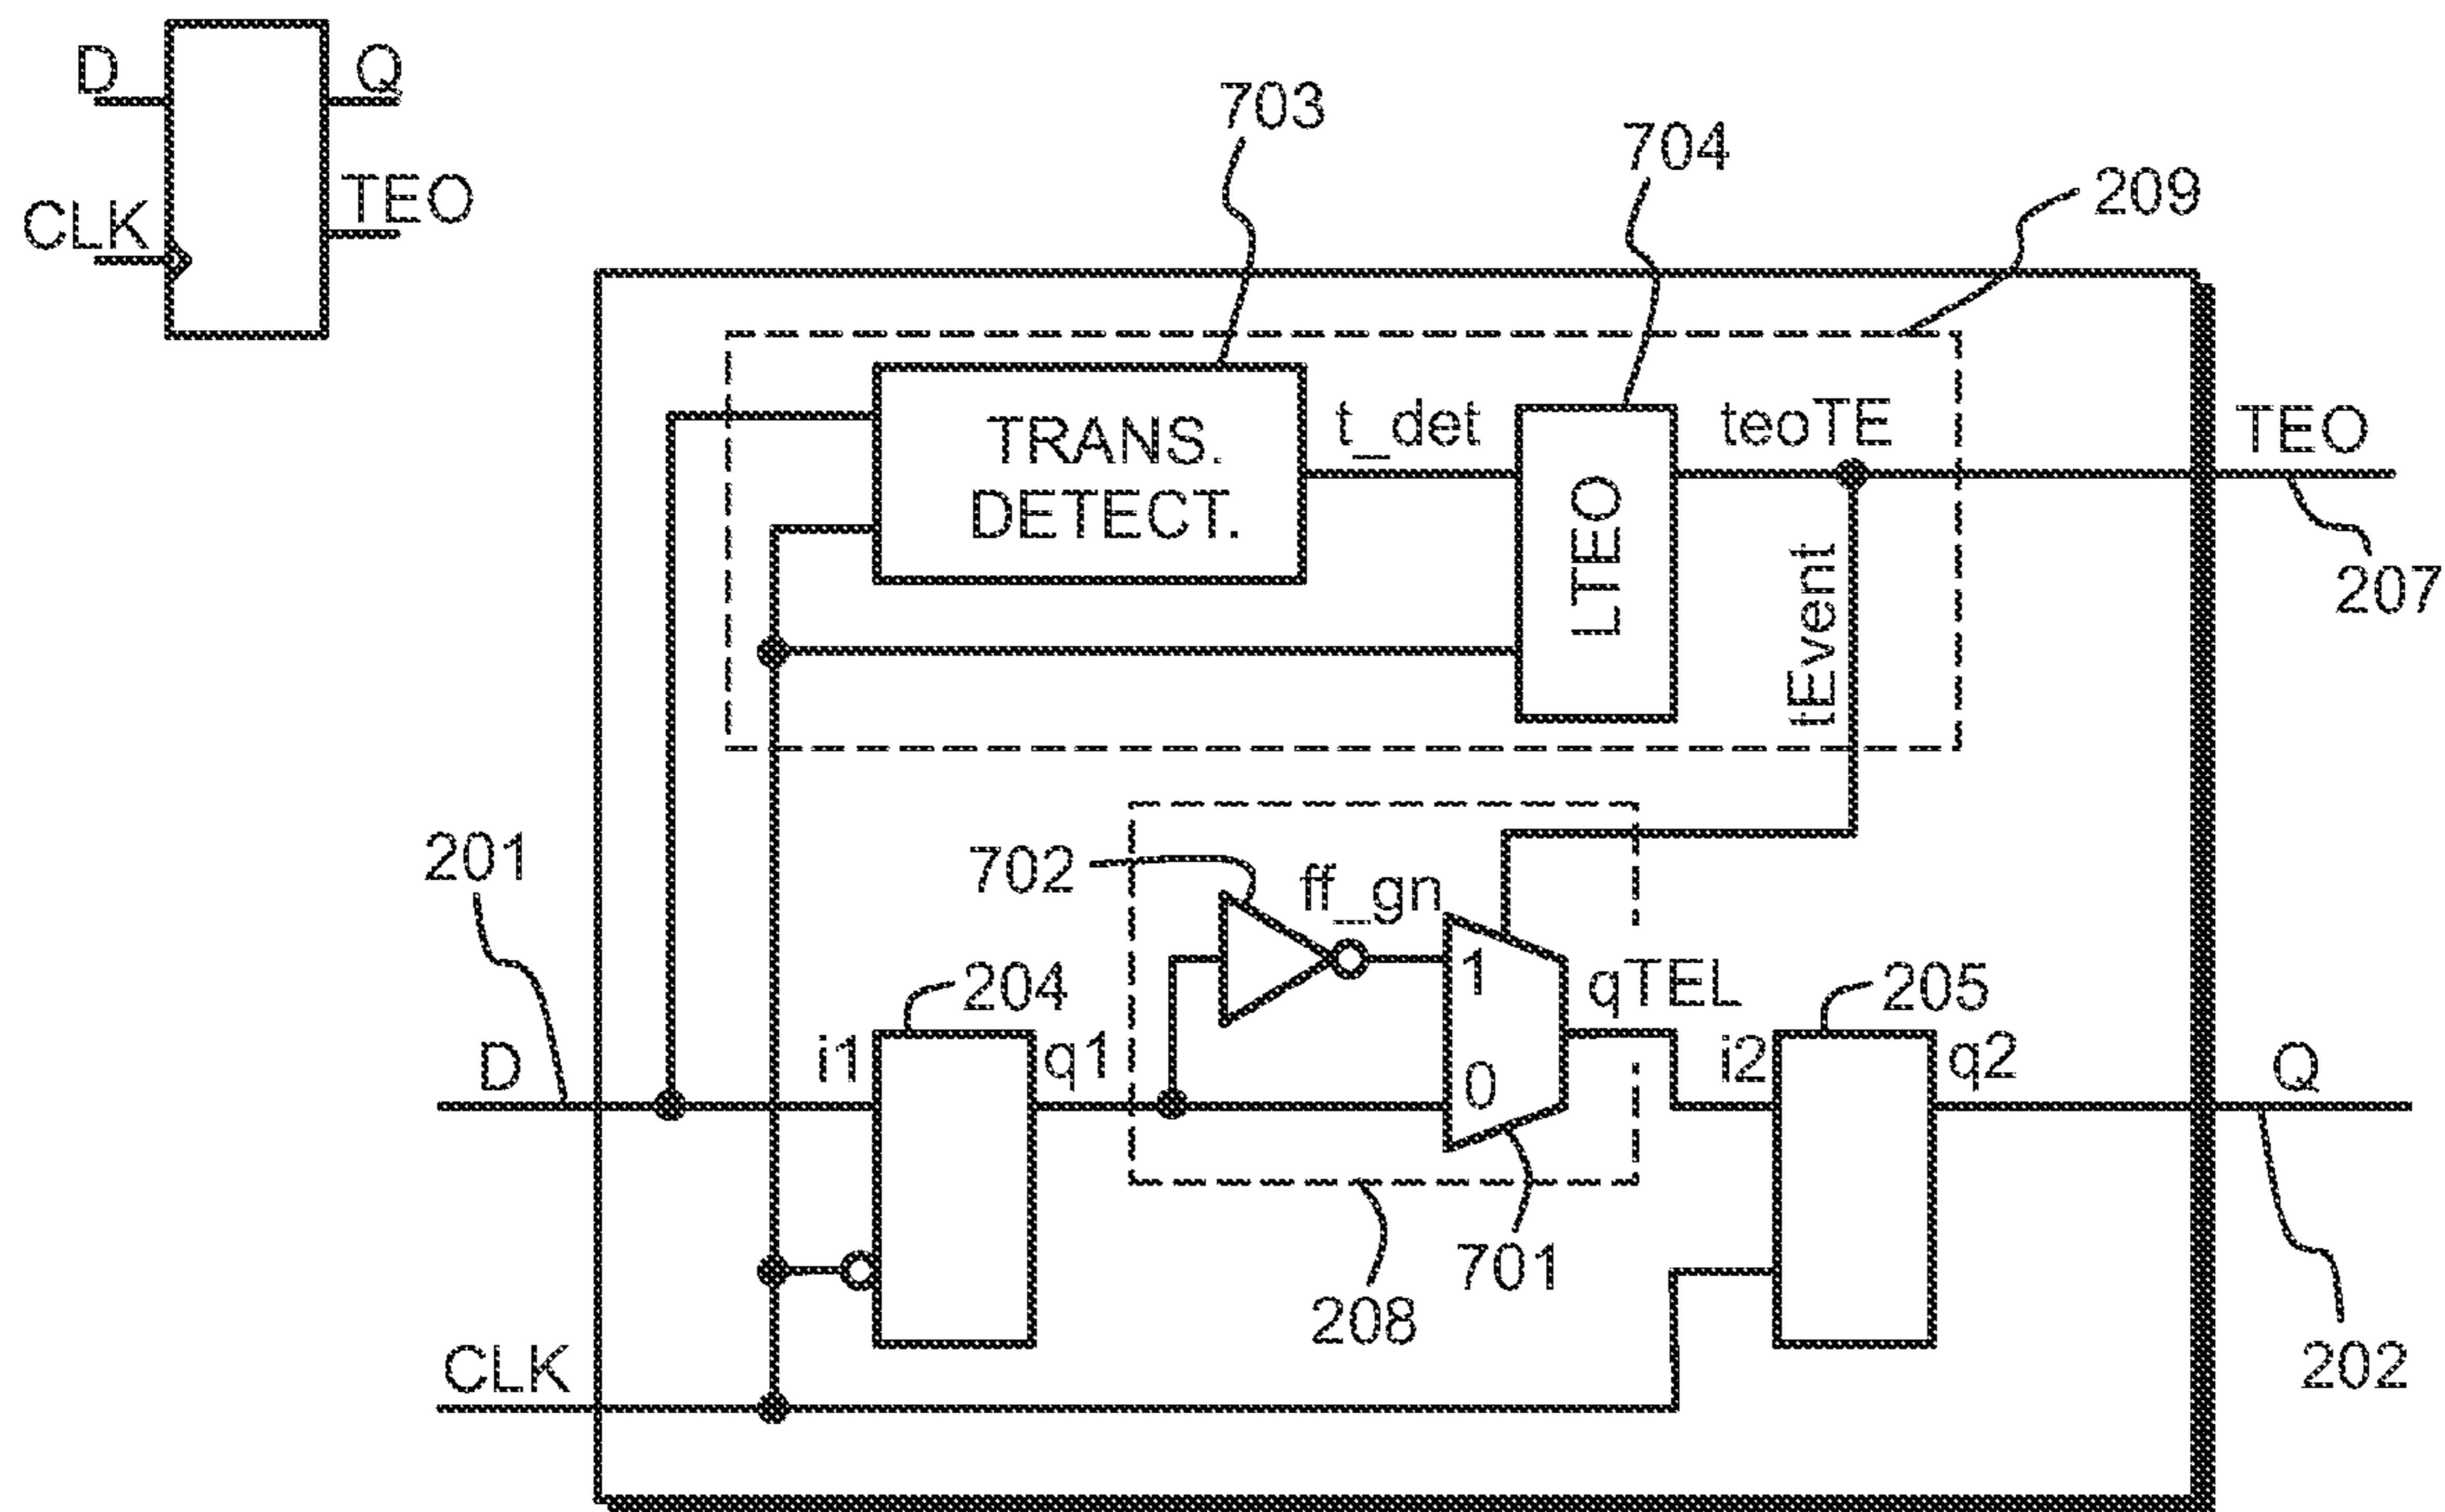 D
Q
TEO
CLK
703
704
209
TRANS.
DETECT.
t_det
LTEO
teoTE
TEO
207
tEvent
201
702
ff_gn
1
0
qTEL
204
205
D
i1
q1
i2
q2
Q
701
208
202
CLK